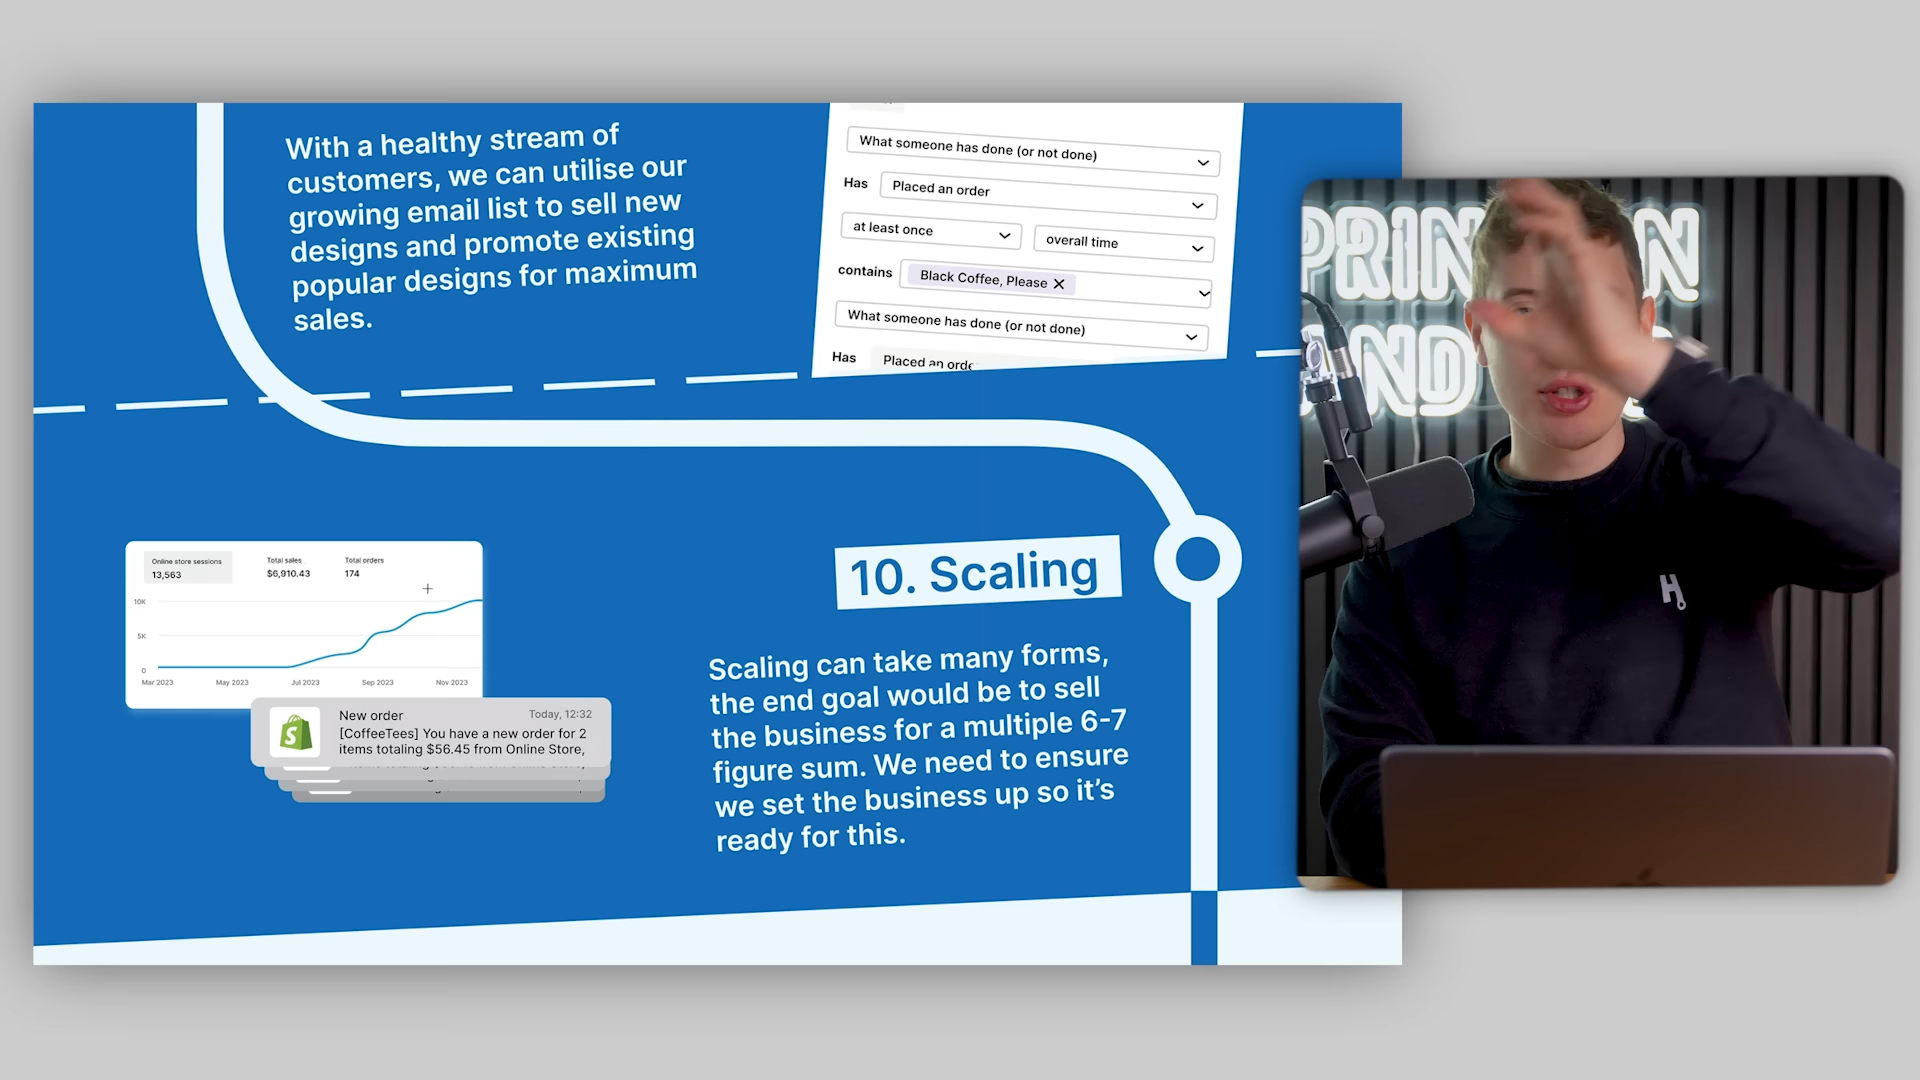 With a healthy stream of
customers, we can utilise our
growing email list to sell new
designs and promote existing
popular designs for maximum
sales.
What someone has done (or not done)
Has
Placed an order
at least once
overall time
contains
Black Coffee, Please
What someone has done (or not done)
Has
Placed an orde
Online store sessions
13,563
Total sales
$6,910.43
Total orders
174
10K
5K
0
Mar 2023
May 2023
Jul 2023
Sep 2023
Nov 2023
New order
Today, 12:32
[CoffeeTees] You have a new order for 2
items totaling $56.45 from Online Store,
10. Scaling
Scaling can take many forms,
the end goal would be to sell
the business for a multiple 6-7
figure sum. We need to ensure
we set the business up so it’s
ready for this.